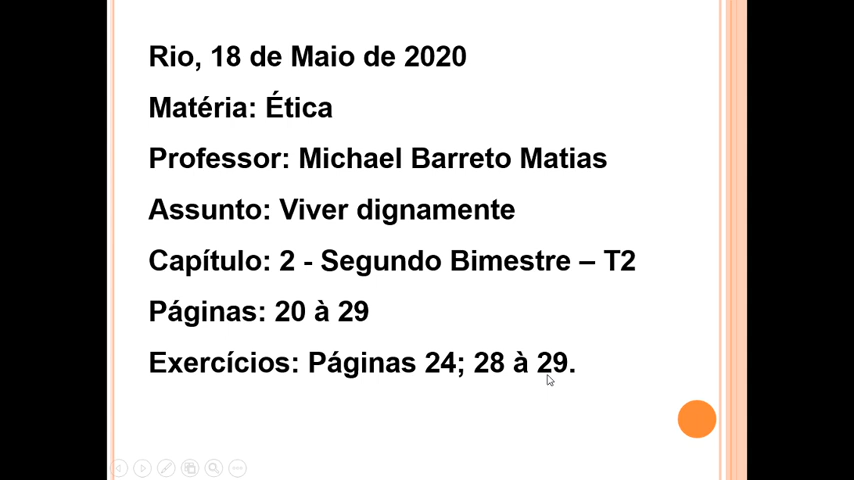 Rio, 18 de Maio de 2020
Matéria: Ética
Professor: Michael Barreto Matias
Assunto: Viver dignamente
Capítulo: 2 - Segundo Bimestre – T2
Páginas: 20 à 29
Exercícios: Páginas 24; 28 à 29.